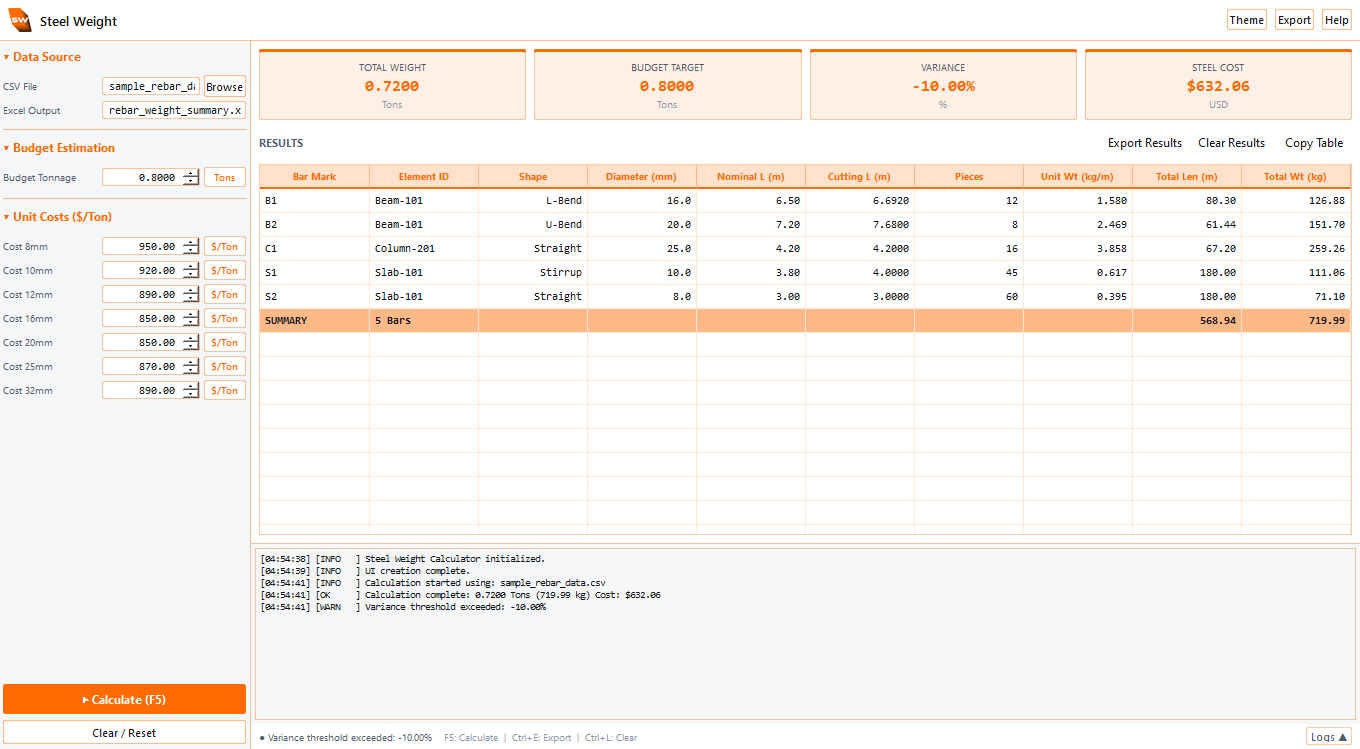 SW Steel Weight Theme Export Help
▾ Data Source
CSV File sample_rebar_d Browse
Excel Output rebar_weight_summary.x
▾ Budget Estimation
Budget Tonnage 0.8000 Tons
▾ Unit Costs ($/Ton)
Cost 8mm 950.00 $/Ton
Cost 10mm 920.00 $/Ton
Cost 12mm 890.00 $/Ton
Cost 16mm 850.00 $/Ton
Cost 20mm 850.00 $/Ton
Cost 25mm 870.00 $/Ton
Cost 32mm 890.00 $/Ton
▶ Calculate (F5)
Clear / Reset
TOTAL WEIGHT
0.7200
Tons
BUDGET TARGET
0.8000
Tons
VARIANCE
-10.00%
%
STEEL COST
$632.06
USD
RESULTS Export Results Clear Results Copy Table
Bar Mark Element ID Shape Diameter (mm) Nominal L (m) Cutting L (m) Pieces Unit Wt (kg/m) Total Len (m) Total Wt (kg)
B1 Beam-101 L-Bend 16.0 6.50 6.6920 12 1.580 80.30 126.88
B2 Beam-101 U-Bend 20.0 7.20 7.6800 8 2.469 61.44 151.70
C1 Column-201 Straight 25.0 4.20 4.2000 16 3.858 67.20 259.26
S1 Slab-101 Stirrup 10.0 3.80 4.0000 45 0.617 180.00 111.06
S2 Slab-101 Straight 8.0 3.00 3.0000 60 0.395 180.00 71.10
SUMMARY 5 Bars 568.94 719.99
[04:54:38] [INFO ] Steel Weight Calculator initialized.
[04:54:39] [INFO ] UI creation complete.
[04:54:41] [INFO ] Calculation started using: sample_rebar_data.csv
[04:54:41] [OK ] Calculation complete: 0.7200 Tons (719.99 kg) Cost: $632.06
[04:54:41] [WARN ] Variance threshold exceeded: -10.00%
● Variance threshold exceeded: -10.00% F5: Calculate | Ctrl+E: Export | Ctrl+L: Clear Logs ▲